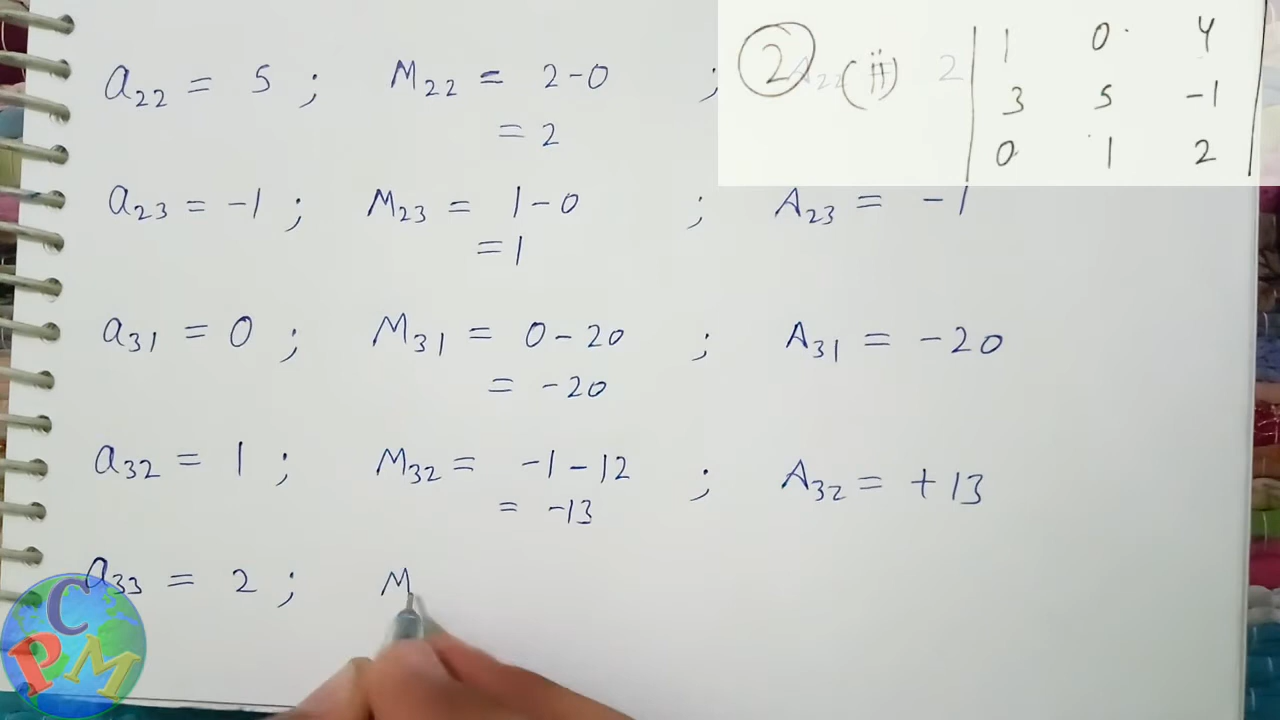 2 (ii) | 1 0 4 |
| 3 5 -1 |
| 0 1 2 |
a22 = 5 ; M22 = 2-0 ; A22 2
= 2
a23 = -1 ; M23 = 1-0 ; A23 = -1
= 1
a31 = 0 ; M31 = 0-20 ; A31 = -20
= -20
a32 = 1 ; M32 = -1-12 ; A32 = +13
= -13
a33 = 2 ; M
CPM